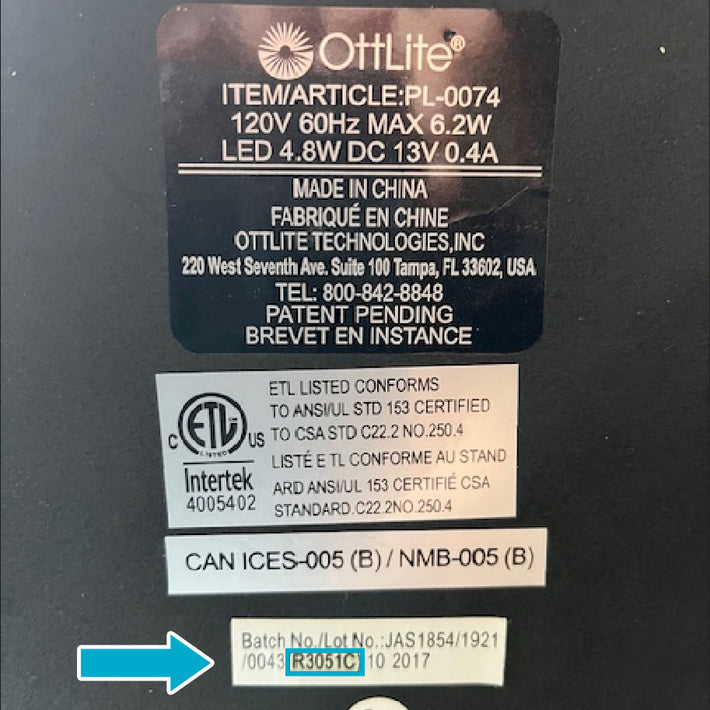 OttLite®
ITEM/ARTICLE:PL-0074
120V 60Hz MAX 6.2W
LED 4.8W DC 13V 0.4A
MADE IN CHINA
FABRIQUÉ EN CHINE
OTTLITE TECHNOLOGIES,INC
220 West Seventh Ave. Suite 100 Tampa, FL 33602, USA
TEL: 800-842-8848
PATENT PENDING
BREVET EN INSTANCE
ETL LISTED CONFORMS
TO ANSI/UL STD 153 CERTIFIED
TO CSA STD C22.2 NO.250.4
LISTÉ E TL CONFORME AU STAND
ARD ANSI/UL 153 CERTIFIÉ CSA
STANDARD.C22.2NO.250.4
C ETL US
LISTED
Intertek
4005402
CAN ICES-005 (B) / NMB-005 (B)
Batch No./Lot No.:JAS1854/1921
/0043(R3051C) 10 2017